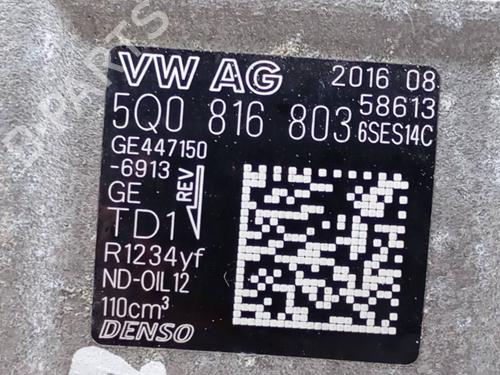 VW AG 2016 08
58613
5Q0 816 803 6SES14C
GE447150
-6913
GE
REV
TD1
R1234yf
ND-OIL12
110cm³
DENSO